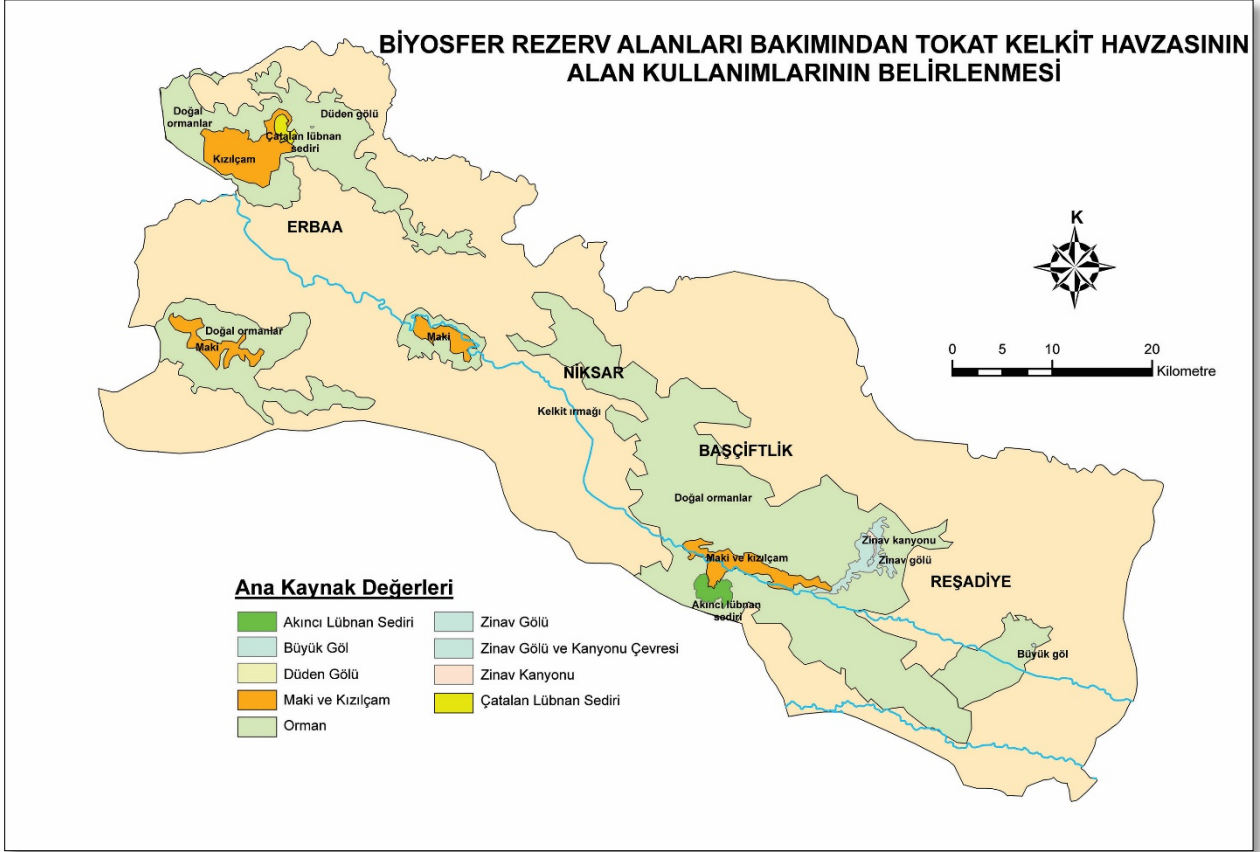 BİYOSFER REZERV ALANLARI BAKIMINDAN TOKAT KELKİT HAVZASININ
ALAN KULLANIMLARININ BELİRLENMESİ
Doğal
ormanlar
Düden gölü
Çatalan lübnan
sediri
Kızılçam
ERBAA
K
Doğal ormanlar
Maki
Maki
0 5 10 20
Kilometre
NİKSAR
Kelkit ırmağı
BAŞÇİFTLİK
Doğal ormanlar
Zinav kanyonu
Zinav gölü
Maki ve kızılçam
REŞADİYE
Akıncı lübnan
sediri
Büyük göl
Ana Kaynak Değerleri
Akıncı Lübnan Sediri
Büyük Göl
Düden Gölü
Maki ve Kızılçam
Orman
Zinav Gölü
Zinav Gölü ve Kanyonu Çevresi
Zinav Kanyonu
Çatalan Lübnan Sediri